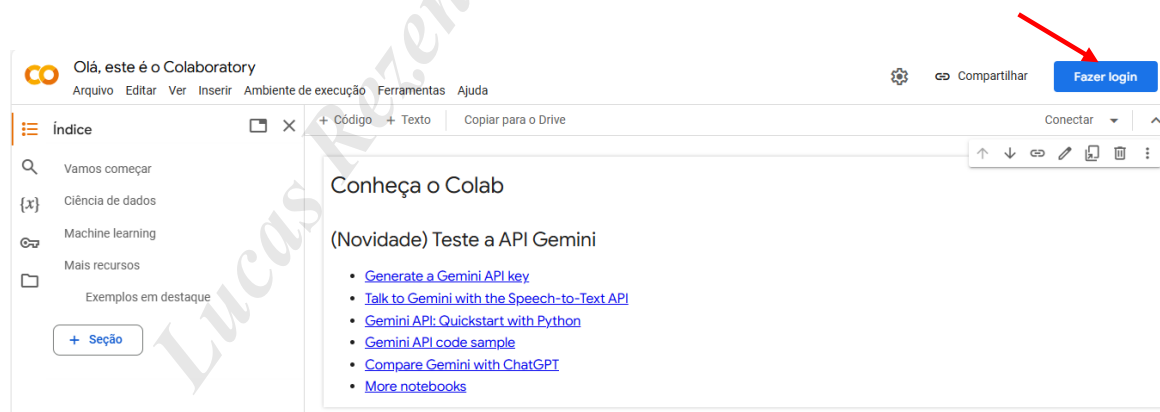 Olá, este é o Colaboratory
Arquivo Editar Ver Inserir Ambiente de execução Ferramentas Ajuda
Compartilhar
Fazer login
Índice
+ Código + Texto Copiar para o Drive
Conectar
Vamos começar
{x} Ciência de dados
Machine learning
Mais recursos
Exemplos em destaque
+ Seção
Conheça o Colab
(Novidade) Teste a API Gemini
• Generate a Gemini API key
• Talk to Gemini with the Speech-to-Text API
• Gemini API: Quickstart with Python
• Gemini API code sample
• Compare Gemini with ChatGPT
• More notebooks
Lucas